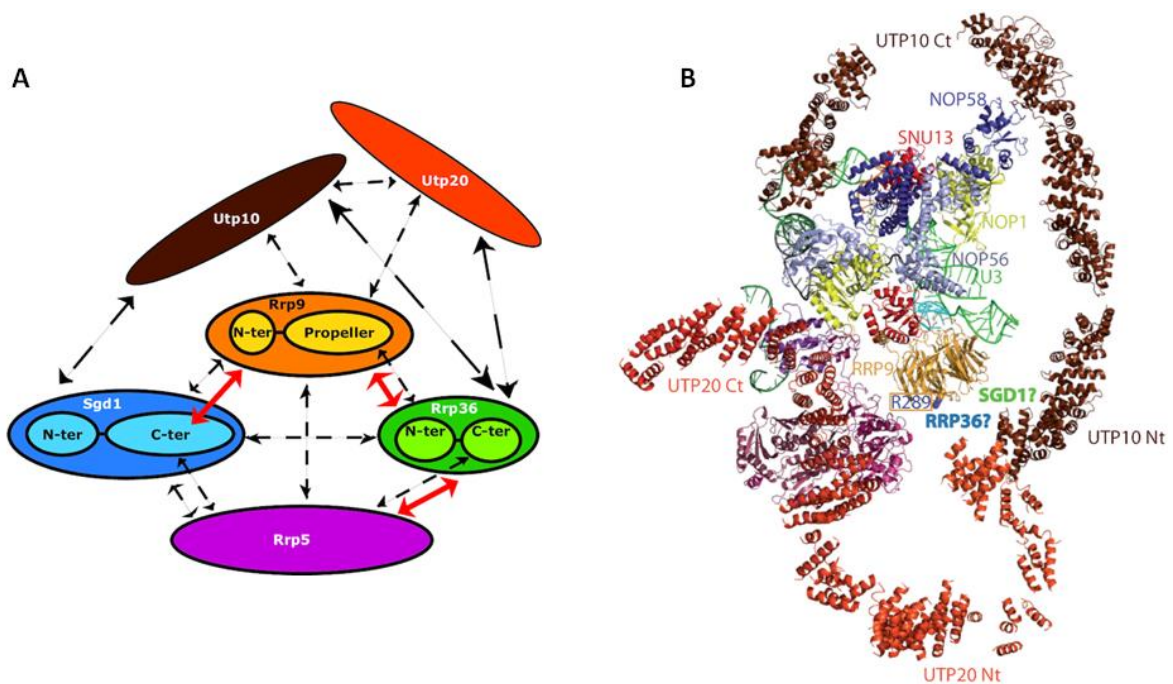 A
Utp20
Utp10
Rrp9
N-ter
Propeller
Sgd1
N-ter
C-ter
Rrp36
N-ter
C-ter
Rrp5
B
UTP10 Ct
NOP58
SNU13
NOP1
NOP56
U3
RRP9
UTP20 Ct
R289
SGD1?
RRP36?
UTP10 Nt
UTP20 Nt